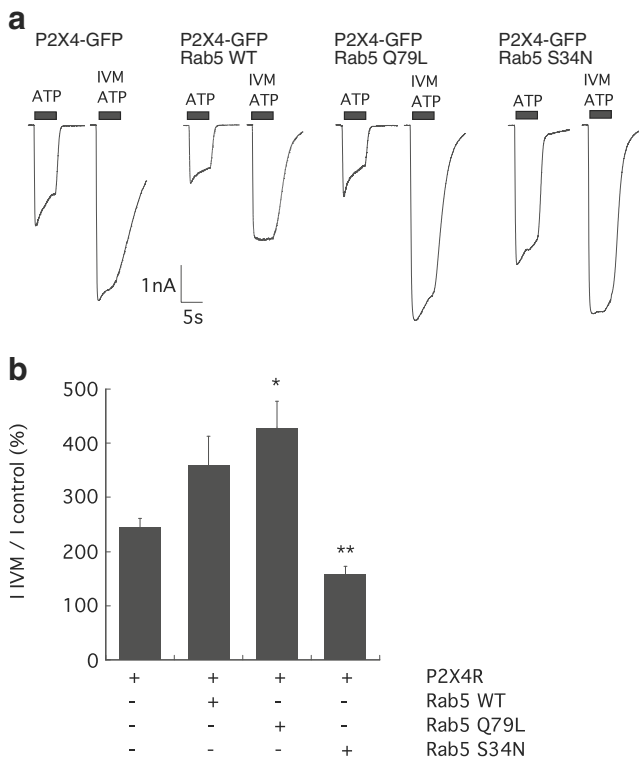 a
P2X4-GFP
P2X4-GFP
Rab5 WT
P2X4-GFP
Rab5 Q79L
P2X4-GFP
Rab5 S34N
ATP
IVM
ATP
ATP
IVM
ATP
ATP
IVM
ATP
ATP
IVM
ATP
1nA
5s
b
I IVM / I control (%)
500
400
300
200
100
0
*
**
+ + + + P2X4R
- + - - Rab5 WT
- - + - Rab5 Q79L
- - - + Rab5 S34N